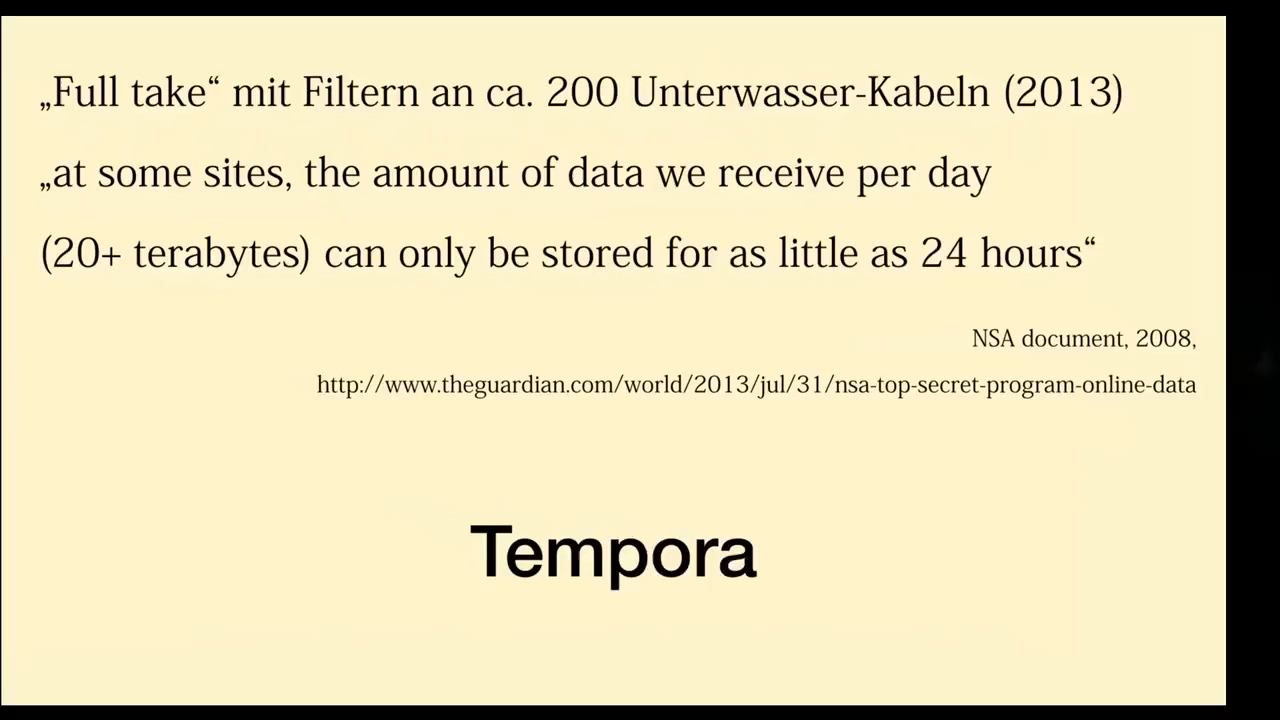 „Full take“ mit Filtern an ca. 200 Unterwasser-Kabeln (2013)
„at some sites, the amount of data we receive per day
(20+ terabytes) can only be stored for as little as 24 hours“
NSA document, 2008,
http://www.theguardian.com/world/2013/jul/31/nsa-top-secret-program-online-data
Tempora